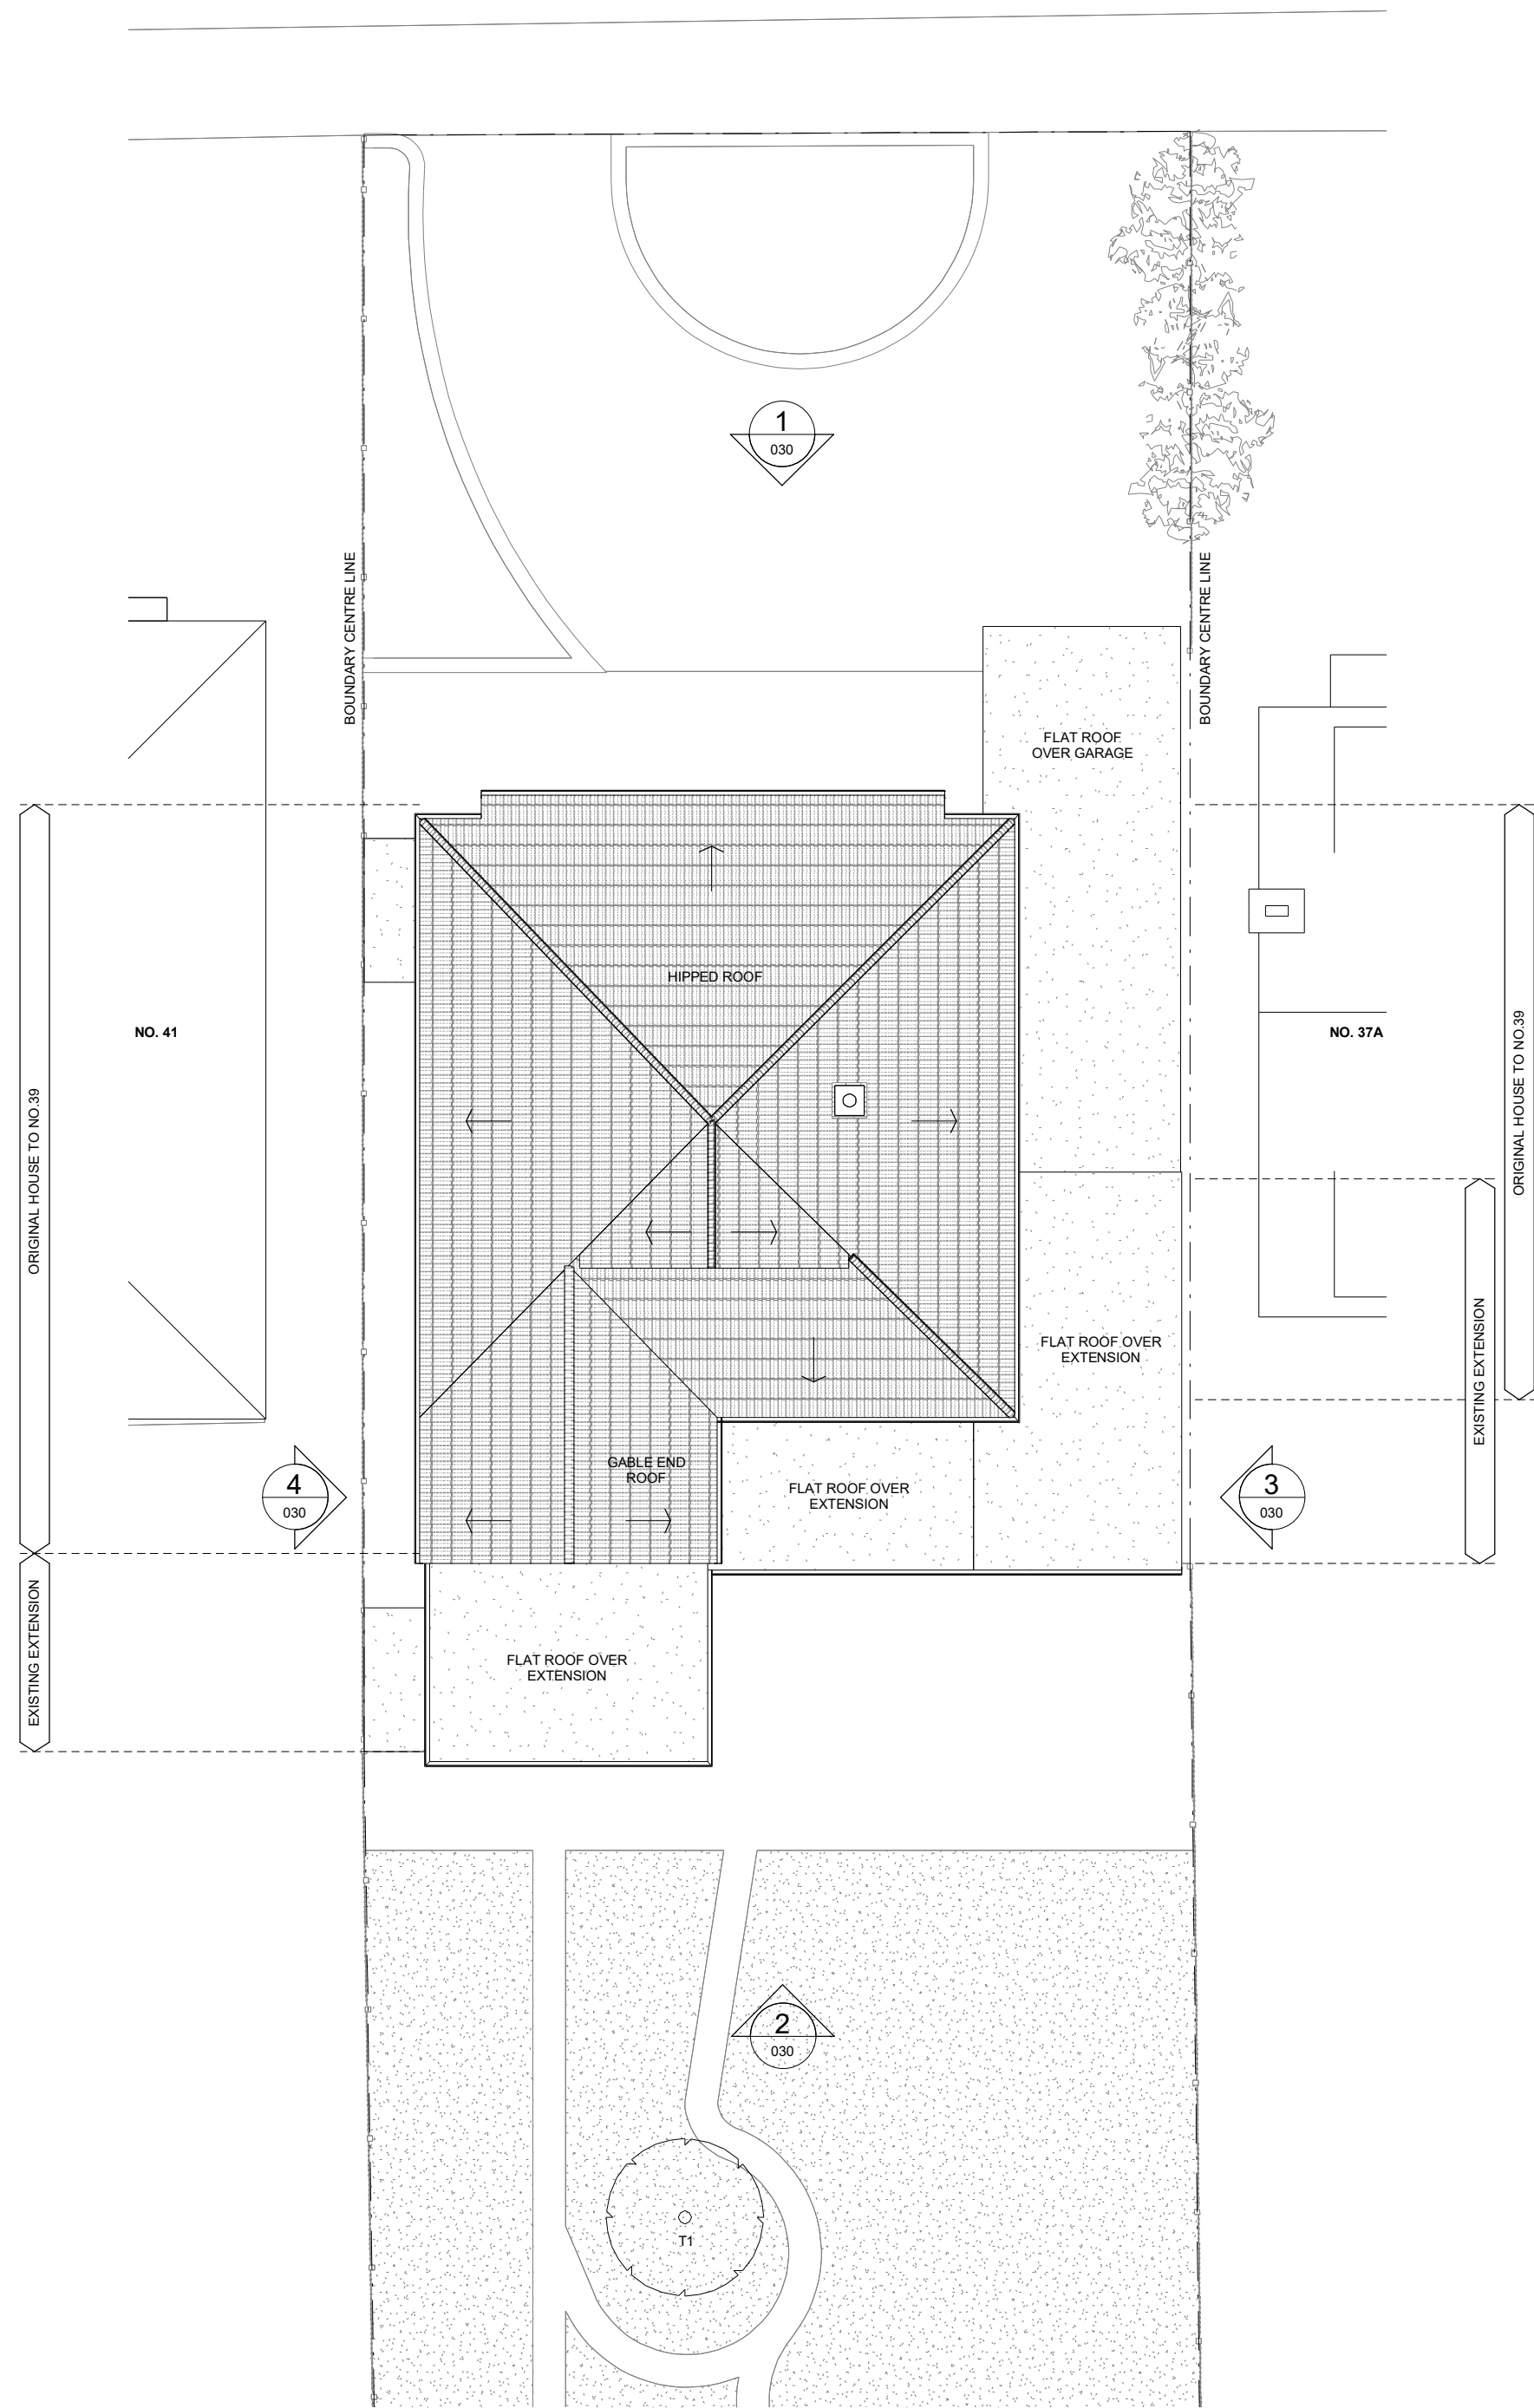 1
030
BOUNDARY CENTRE LINE
BOUNDARY CENTRE LINE
FLAT ROOF
OVER GARAGE
HIPPED ROOF
NO. 41
NO. 37A
ORIGINAL HOUSE TO NO.39
ORIGINAL HOUSE TO NO.39
FLAT ROOF OVER
EXTENSION
EXISTING EXTENSION
GABLE END
ROOF
4
030
FLAT ROOF OVER
EXTENSION
3
030
EXISTING EXTENSION
FLAT ROOF OVER
EXTENSION
2
030
T1